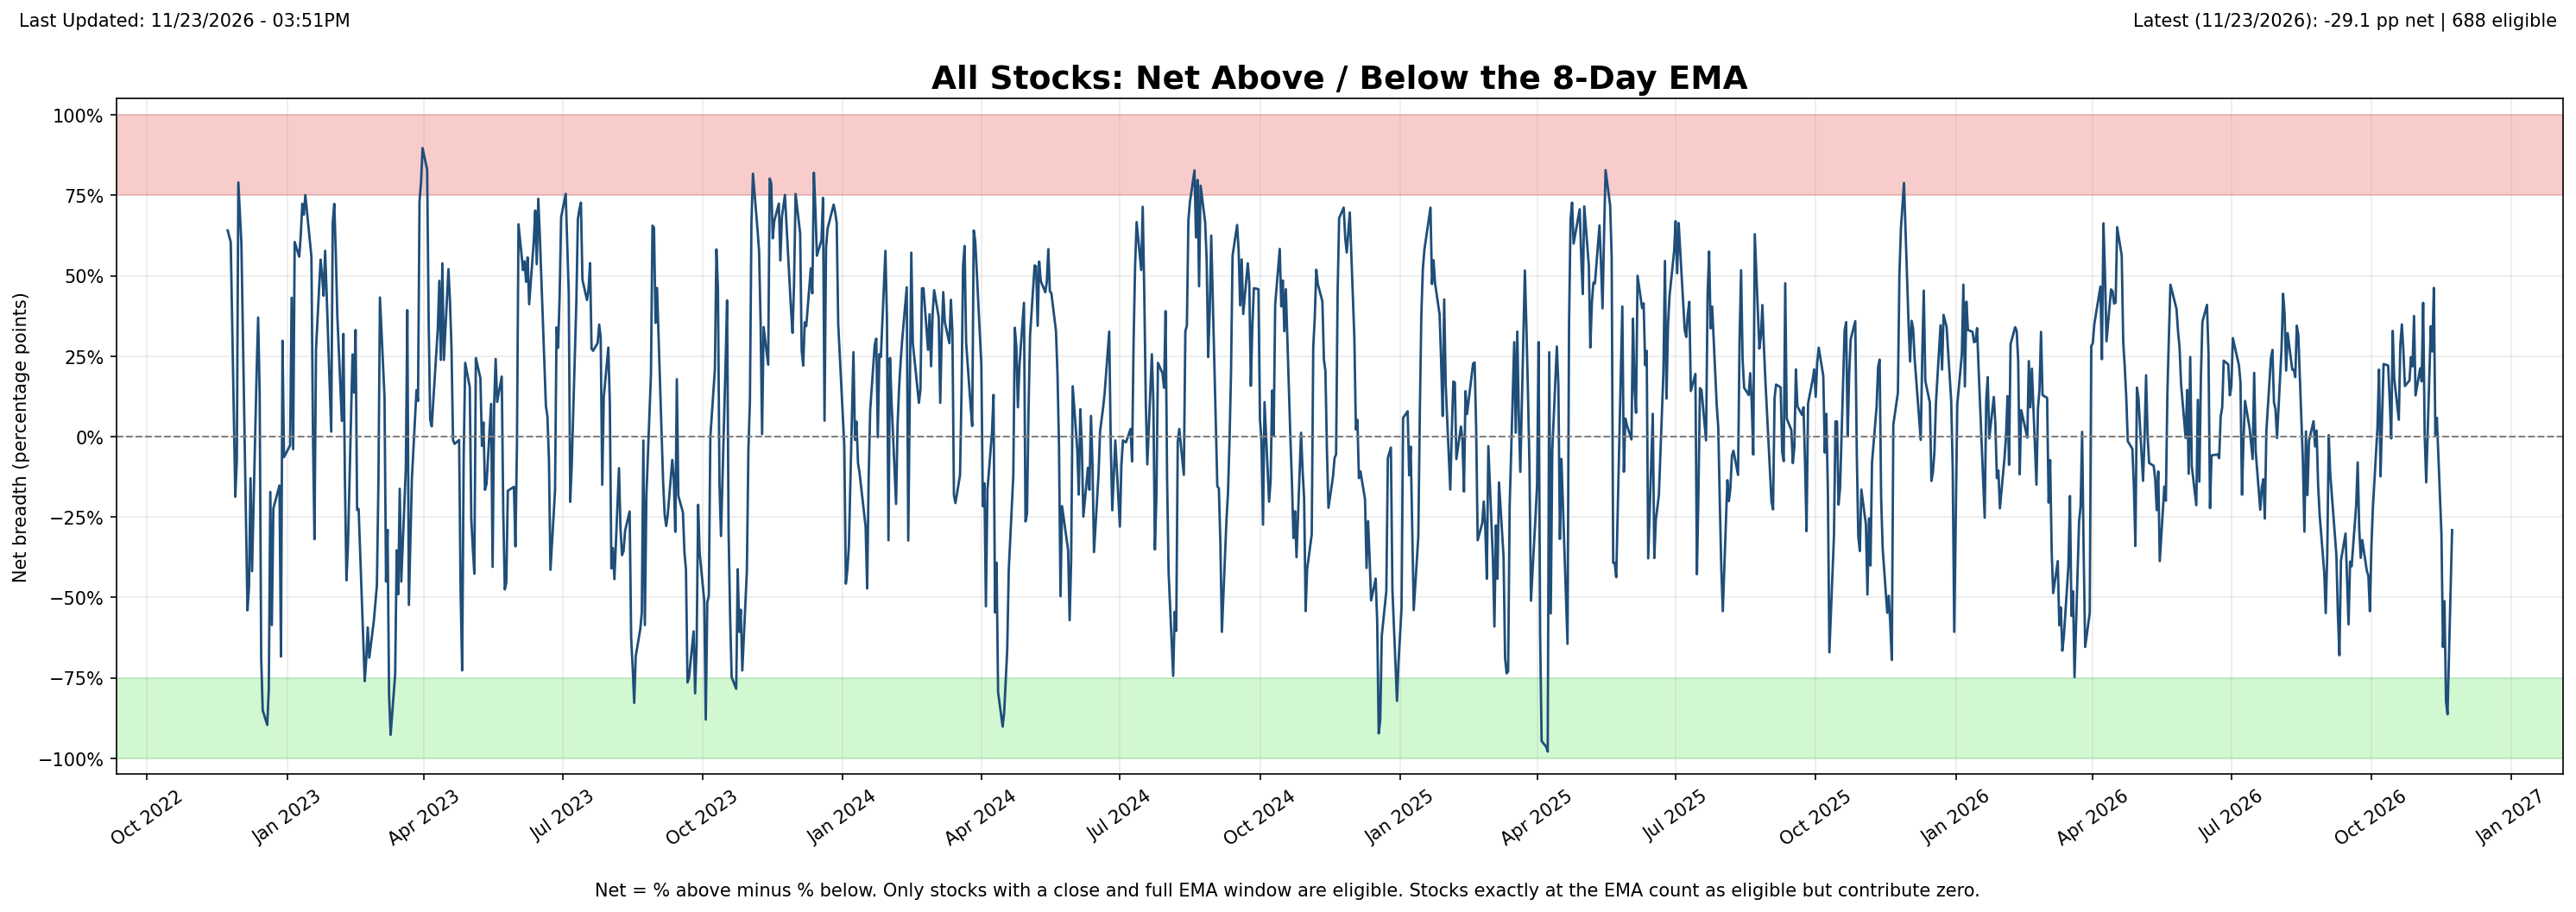 Last Updated: 11/23/2026 - 03:51PM
Latest (11/23/2026): -29.1 pp net | 688 eligible
All Stocks: Net Above / Below the 8-Day EMA
Net breadth (percentage points)
100%
75%
50%
25%
0%
−25%
−50%
−75%
−100%
Oct 2022
Jan 2023
Apr 2023
Jul 2023
Oct 2023
Jan 2024
Apr 2024
Jul 2024
Oct 2024
Jan 2025
Apr 2025
Jul 2025
Oct 2025
Jan 2026
Apr 2026
Jul 2026
Oct 2026
Jan 2027
Net = % above minus % below. Only stocks with a close and full EMA window are eligible. Stocks exactly at the EMA count as eligible but contribute zero.